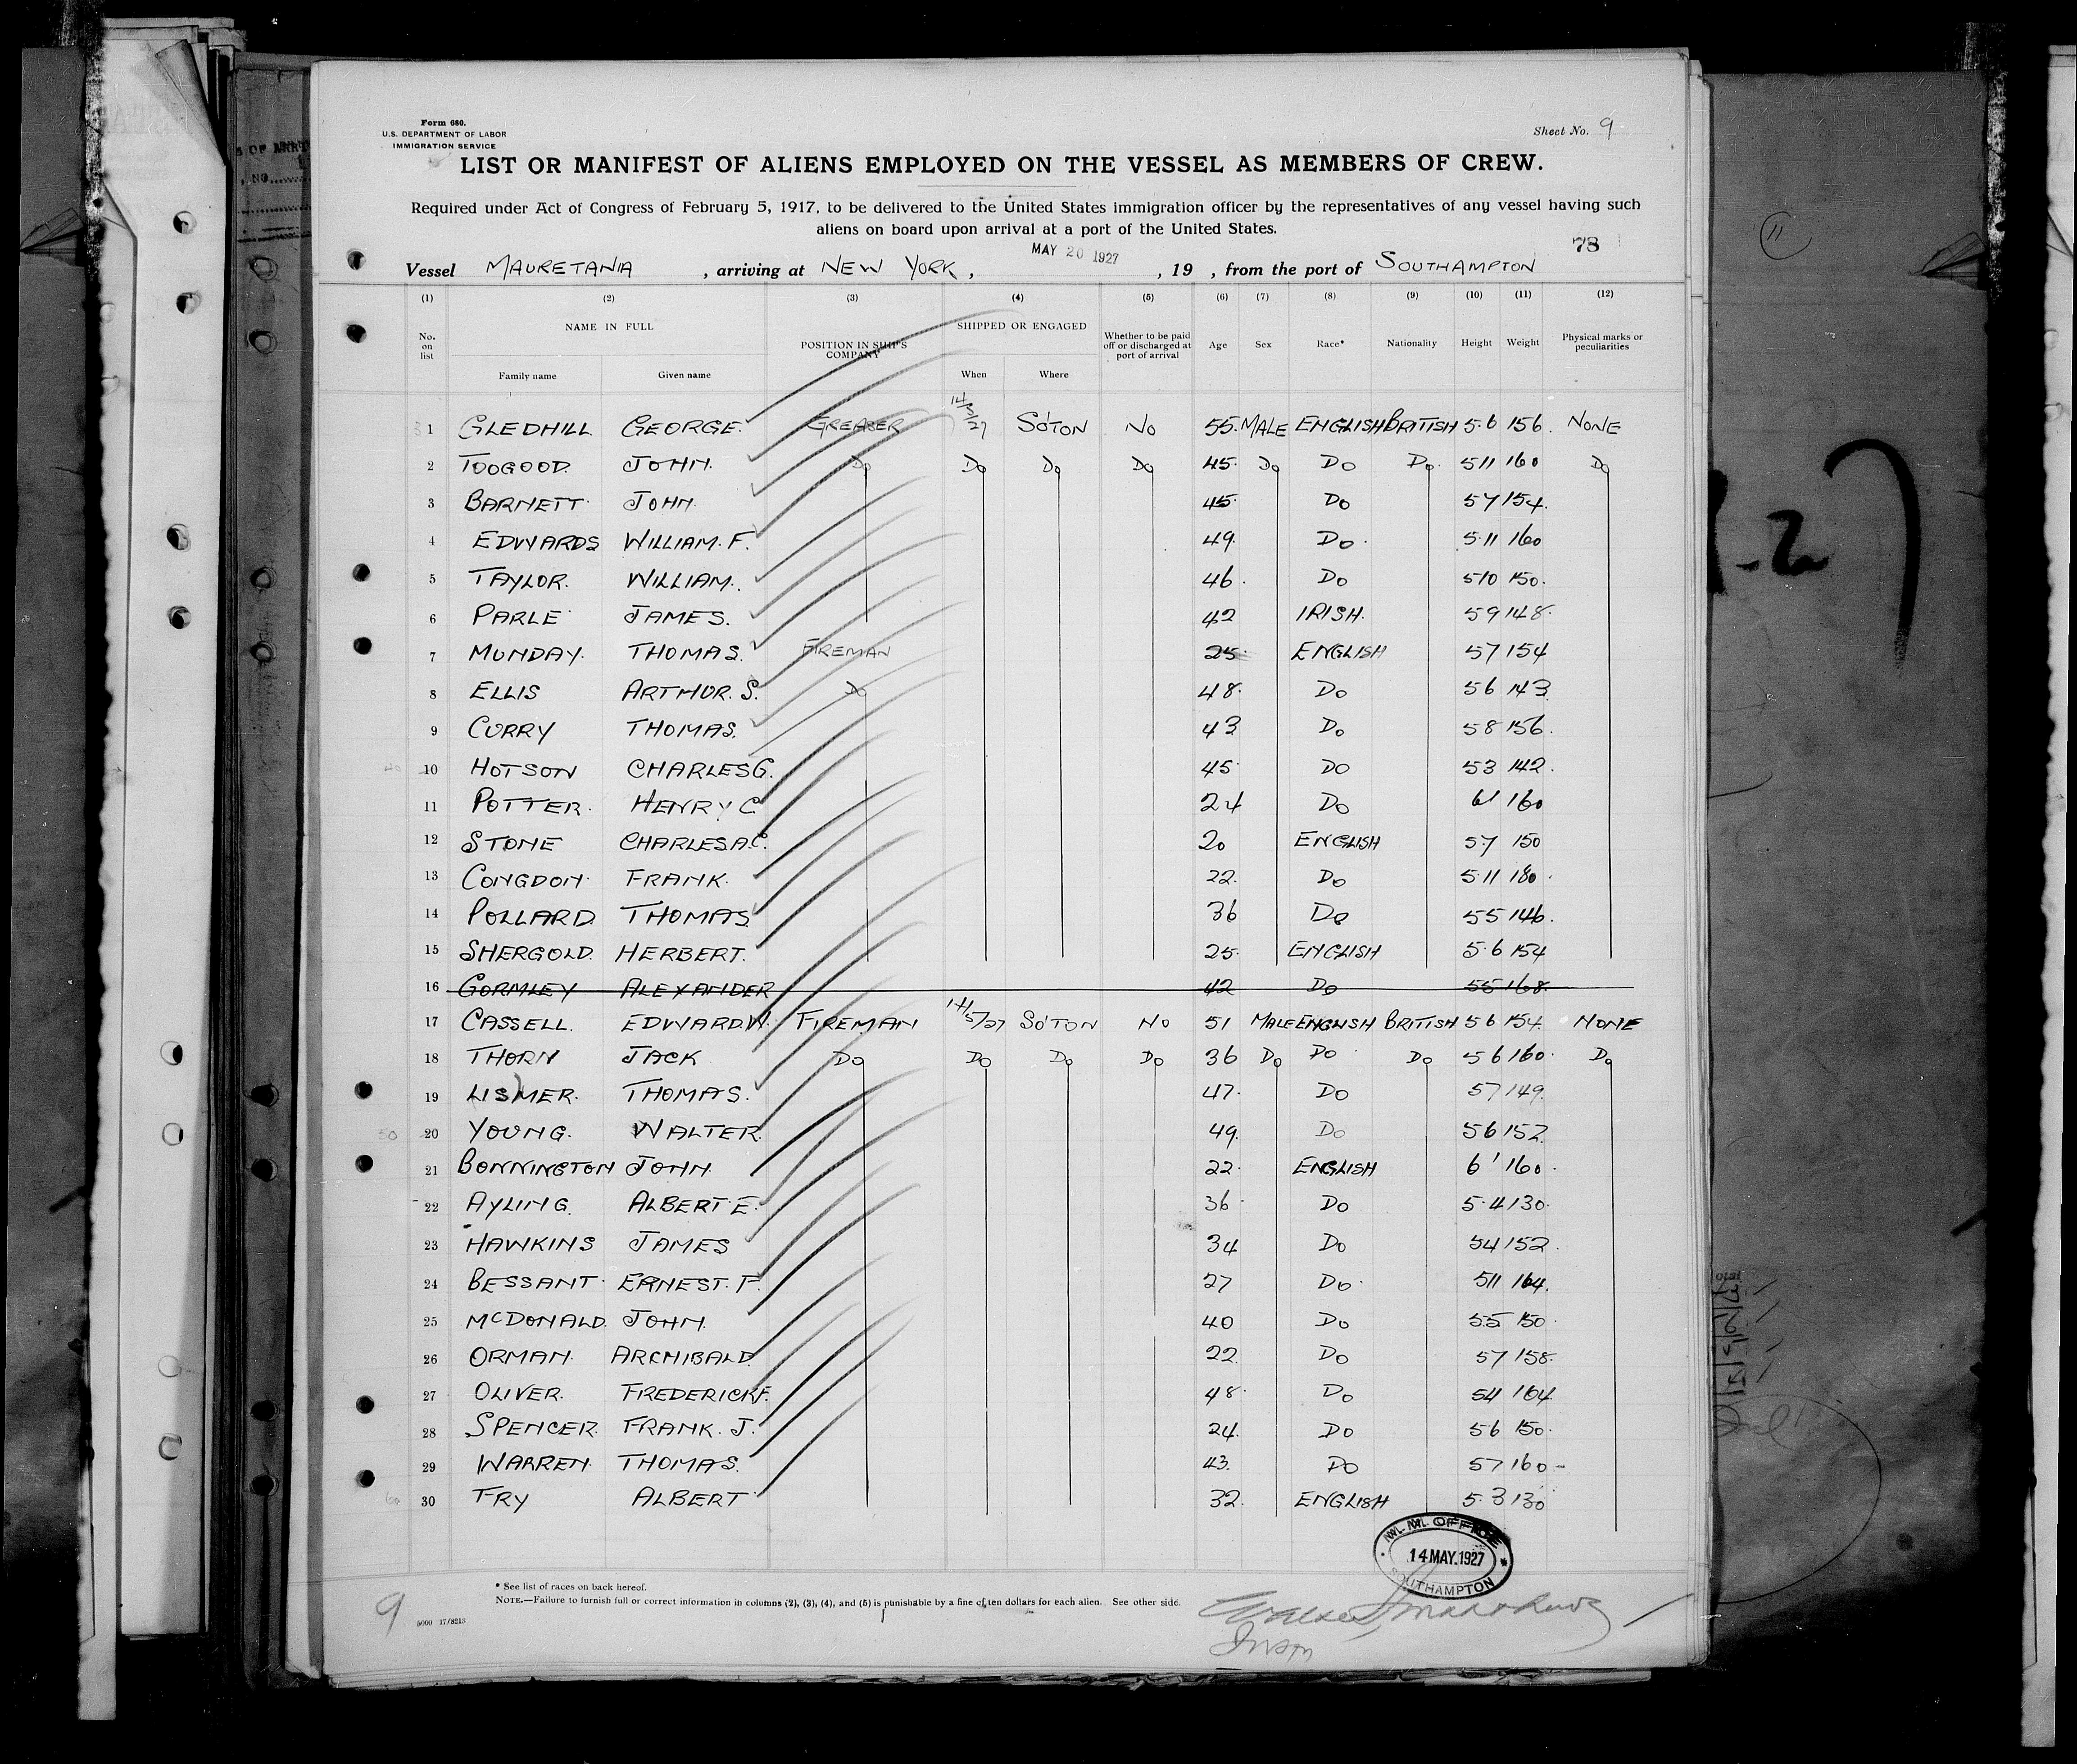 Form 680.
U.S. DEPARTMENT OF LABOR
IMMIGRATION SERVICE
Sheet No. 9
LIST OR MANIFEST OF ALIENS EMPLOYED ON THE VESSEL AS MEMBERS OF CREW.
Required under Act of Congress of February 5, 1917, to be delivered to the United States immigration officer by the representatives of any vessel having such
aliens on board upon arrival at a port of the United States.
MAY 20 1927
78
Vessel MAURETANIA , arriving at NEW YORK, , 19 , from the port of SOUTHAMPTON
(1) (2) (3) (4) (5) (6) (7) (8) (9) (10) (11) (12)
No. on list NAME IN FULL POSITION IN SHIP'S COMPANY SHIPPED OR ENGAGED Whether to be paid off or discharged at port of arrival Age Sex Race* Nationality Height Weight Physical marks or peculiarities
Family name Given name When Where
1 GLEDHILL GEORGE. GREASER 14/5/27 SO'TON NO 55. MALE ENGLISH BRITISH 5.6 156. NONE
2 TOOGOOD. JOHN. Do Do Do Do 45. Do Do Do. 5 11 160 Do
3 BARNETT JOHN. 45. Do 5 7 154.
4 EDWARDS WILLIAM. F. 49. Do. 5.11 160
5 TAYLOR. WILLIAM. 46. Do 5 10 150.
6 PARLE JAMES. 42 IRISH. 5 9 148.
7 MUNDAY. THOMAS. FIREMAN 25. ENGLISH 5 7 154
8 ELLIS ARTHUR. S. Do 48. Do 5 6 143
9 CURRY THOMAS. 43 Do 5 8 156.
10 HOTSON CHARLES G. 45 DO 5 3 142.
11 POTTER. HENRY C 24 Do 6' 160
12 STONE CHARLES A.C. 20 ENGLISH 5 7 150
13 CONGDON. FRANK. 22. Do 5.11 180.
14 POLLARD THOMAS 36 Do 5 5 146.
15 SHERGOLD. HERBERT. 25. ENGLISH 5.6 154
16 GORMLEY ALEXANDER 42 Do 5 5 168.
17 CASSELL. EDWARD. W. FIREMAN 14/5/27 SO'TON NO 51 MALE ENGLISH BRITISH 5 6 154. NONE
18 THORN JACK Do Do Do Do 36 Do Do Do 5 6 160. Do
19 LISMER. THOMAS. 47. Do 5 7 149.
20 YOUNG. WALTER. 49. Do 5 6 152
21 BONNINGTON JOHN. 22. ENGLISH 6' 160.
22 AYLING. ALBERT E. 36 Do 5.4 130.
23 HAWKINS JAMES 34 Do 5 4 152.
24 BESSANT. ERNEST. F. 27 Do. 5 11 164.
25 McDONALD. JOHN. 40 Do 5 5 150.
26 ORMAN. ARCHIBALD 22. Do 5 7 158.
27 OLIVER. FREDERICK F. 48. Do 5 4 164
28 SPENCER. FRANK. J. 24. Do 5 6 150.
29 WARREN THOMAS. 43. Do 5 7 160-
30 FRY ALBERT 32. ENGLISH 5.3 130
14 MAY. 1927
SOUTHAMPTON
* See list of races on back hereof.
NOTE.—Failure to furnish full or correct information in columns (2), (3), (4), and (5) is punishable by a fine of ten dollars for each alien. See other side.
9
5000 17/8213